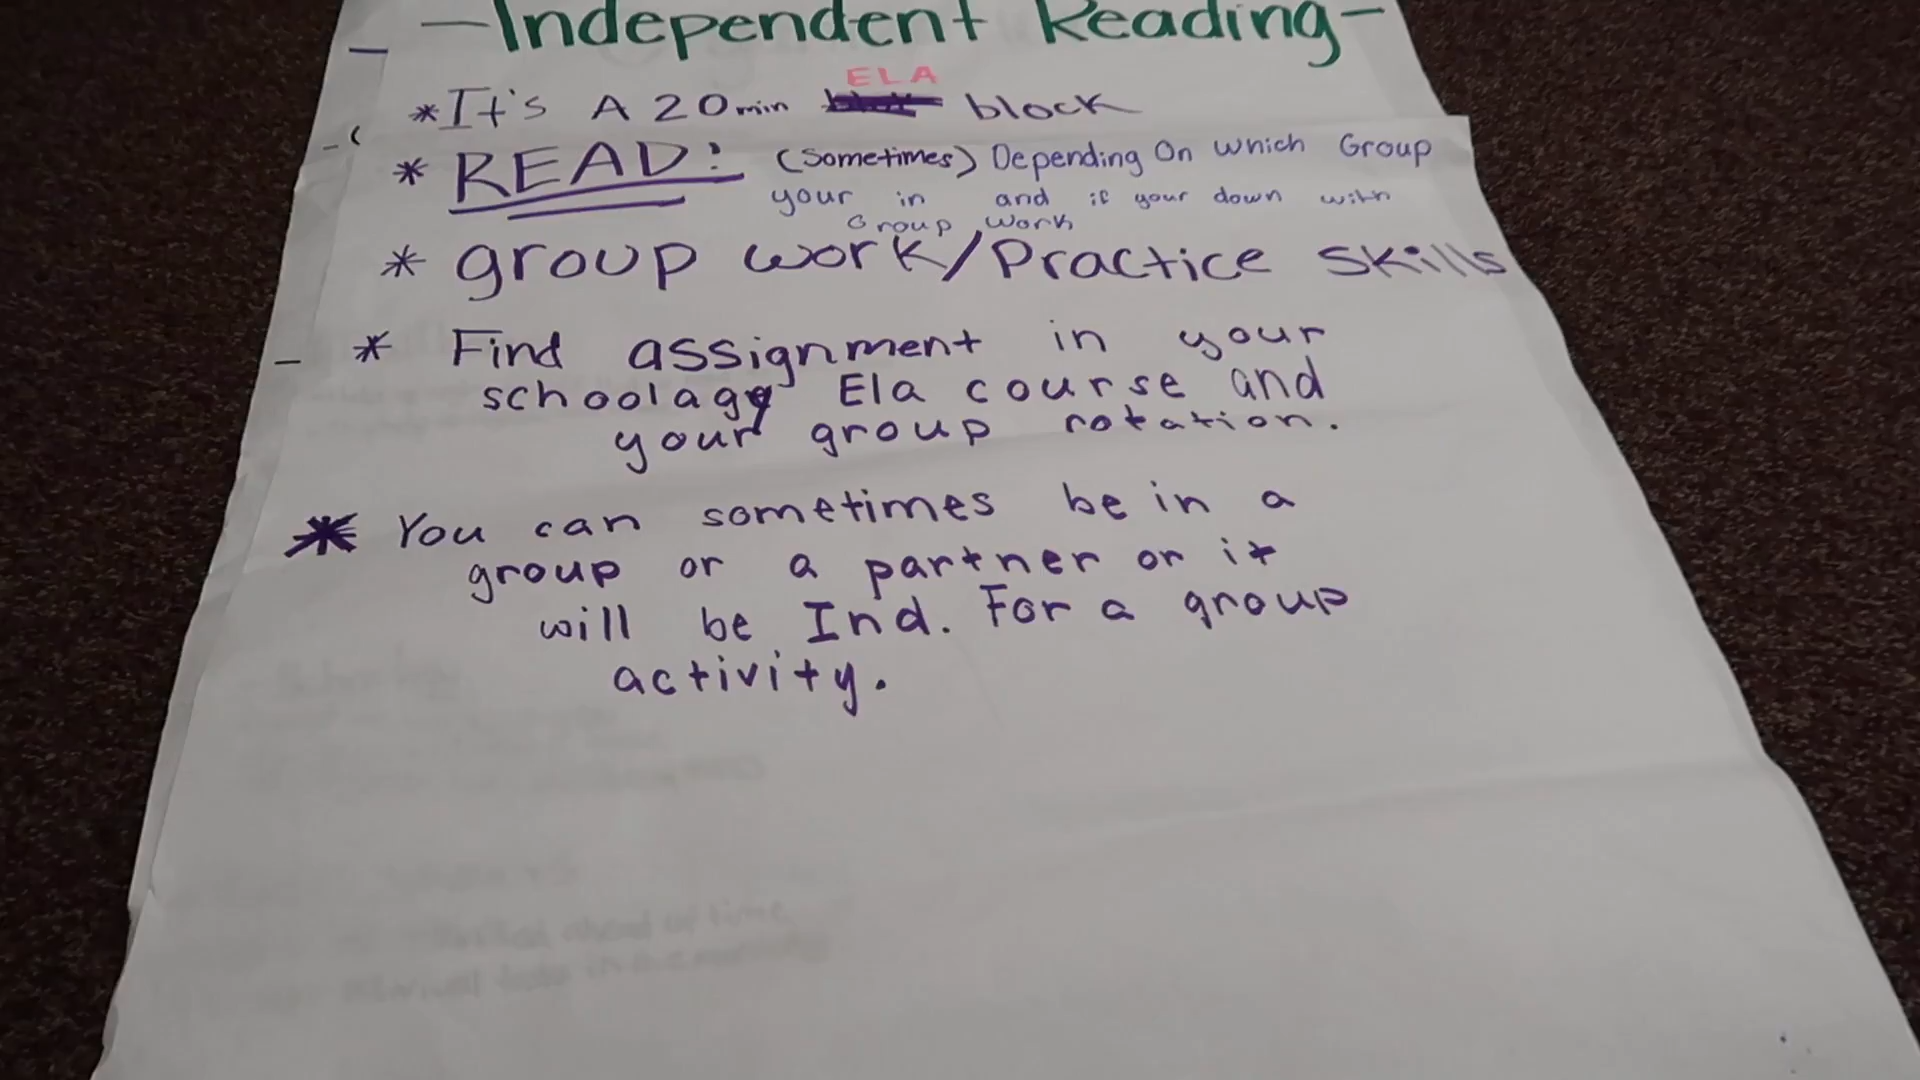 -Independent Reading-
ELA
*It's A 20min block
* READ: (sometimes) Depending On which Group
your in and if your down with
Group work
* group work/Practice skills
* Find assignment in your
schoolagy Ela course and
your group rotation.
* You can sometimes be in a
group or a partner or it
will be Ind. For a group
activity.